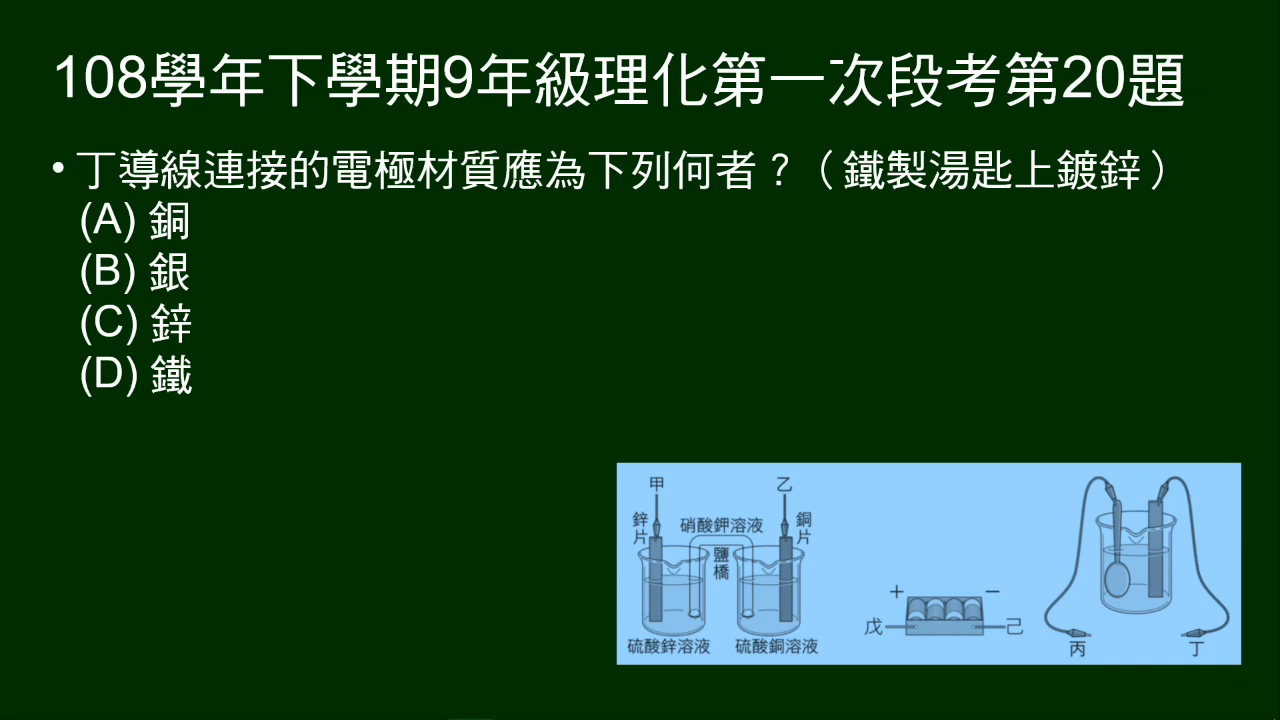 108學年下學期9年級理化第一次段考第20題
• 丁導線連接的電極材質應為下列何者？（鐵製湯匙上鍍鋅）
(A) 銅
(B) 銀
(C) 鋅
(D) 鐵
甲
乙
鋅片
硝酸鉀溶液
銅片
鹽橋
硫酸鋅溶液
硫酸銅溶液
+
−
戊
己
丙
丁